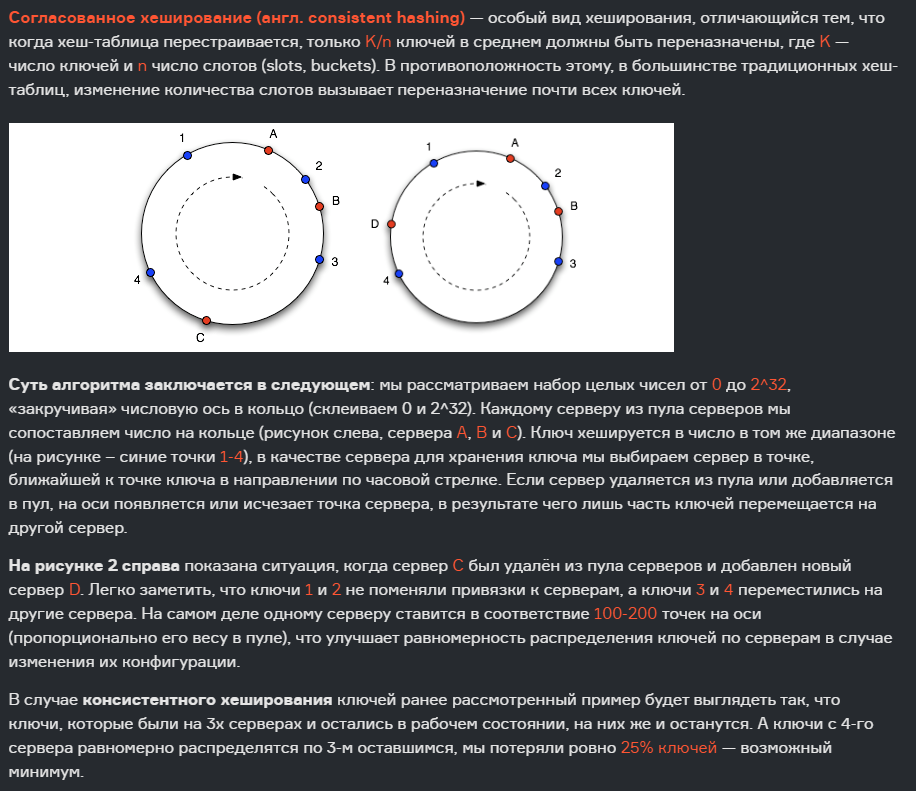 Согласованное хеширование (англ. consistent hashing) — особый вид хеширования, отличающийся тем, что
когда хеш-таблица перестраивается, только K/n ключей в среднем должны быть переназначены, где K —
число ключей и n число слотов (slots, buckets). В противоположность этому, в большинстве традиционных хеш-
таблиц, изменение количества слотов вызывает переназначение почти всех ключей.
1
A
2
B
3
4
C
1
A
2
B
D
3
4
Суть алгоритма заключается в следующем: мы рассматриваем набор целых чисел от 0 до 2^32,
«закручивая» числовую ось в кольцо (склеиваем 0 и 2^32). Каждому серверу из пула серверов мы
сопоставляем число на кольце (рисунок слева, сервера A, B и C). Ключ хешируется в число в том же диапазоне
(на рисунке – синие точки 1-4), в качестве сервера для хранения ключа мы выбираем сервер в точке,
ближайшей к точке ключа в направлении по часовой стрелке. Если сервер удаляется из пула или добавляется
в пул, на оси появляется или исчезает точка сервера, в результате чего лишь часть ключей перемещается на
другой сервер.
На рисунке 2 справа показана ситуация, когда сервер C был удалён из пула серверов и добавлен новый
сервер D. Легко заметить, что ключи 1 и 2 не поменяли привязки к серверам, а ключи 3 и 4 переместились на
другие сервера. На самом деле одному серверу ставится в соответствие 100-200 точек на оси
(пропорционально его весу в пуле), что улучшает равномерность распределения ключей по серверам в случае
изменения их конфигурации.
В случае консистентного хеширования ключей ранее рассмотренный пример будет выглядеть так, что
ключи, которые были на 3х серверах и остались в рабочем состоянии, на них же и останутся. А ключи с 4-го
сервера равномерно распределятся по 3-м оставшимся, мы потеряли ровно 25% ключей — возможный
минимум.